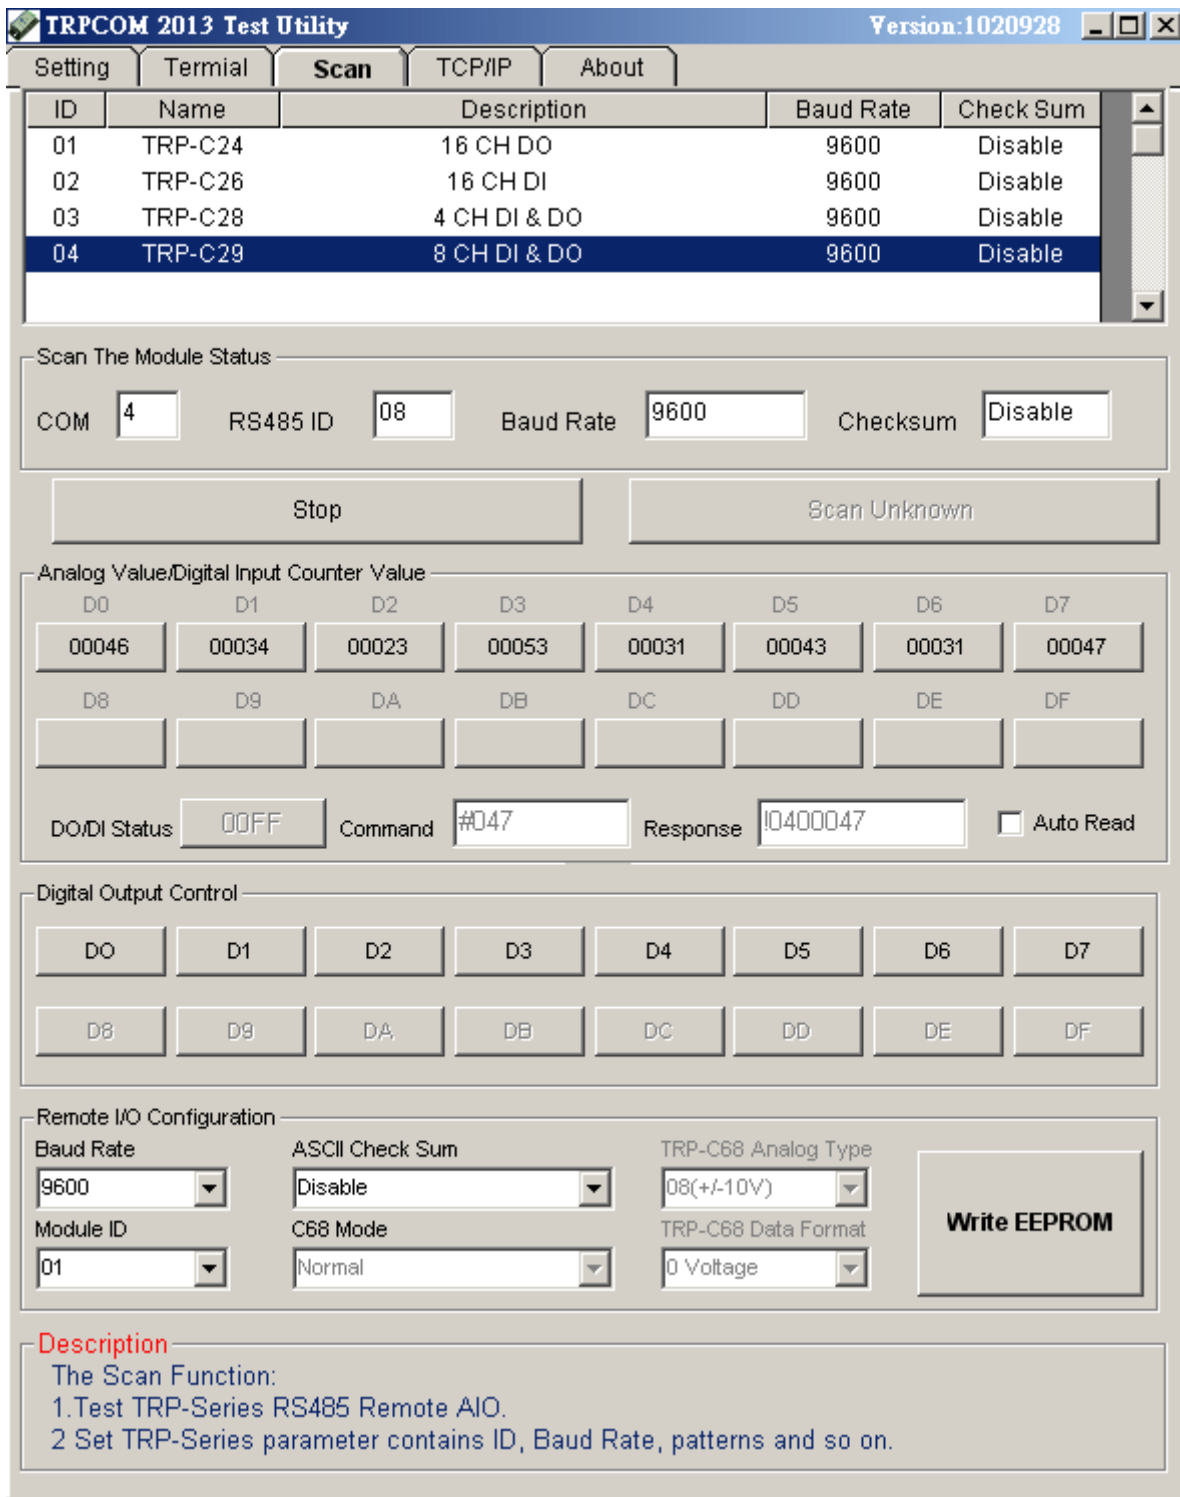 TRPCOM 2013 Test Utility Version:1020928
Setting Termial Scan TCP/IP About
ID Name Description Baud Rate Check Sum
01 TRP-C24 16 CH DO 9600 Disable
02 TRP-C26 16 CH DI 9600 Disable
03 TRP-C28 4 CH DI & DO 9600 Disable
04 TRP-C29 8 CH DI & DO 9600 Disable
Scan The Module Status
COM 4 RS485 ID 08 Baud Rate 9600 Checksum Disable
Stop Scan Unknown
Analog Value/Digital Input Counter Value
D0 D1 D2 D3 D4 D5 D6 D7
00046 00034 00023 00053 00031 00043 00031 00047
D8 D9 DA DB DC DD DE DF
DO/DI Status 00FF Command #047 Response !0400047 Auto Read
Digital Output Control
DO D1 D2 D3 D4 D5 D6 D7
D8 D9 DA DB DC DD DE DF
Remote I/O Configuration
Baud Rate ASCII Check Sum TRP-C68 Analog Type
9600 Disable 08(+/-10V)
Module ID C68 Mode TRP-C68 Data Format
01 Normal 0 Voltage
Write EEPROM
Description
The Scan Function:
1.Test TRP-Series RS485 Remote AIO.
2 Set TRP-Series parameter contains ID, Baud Rate, patterns and so on.